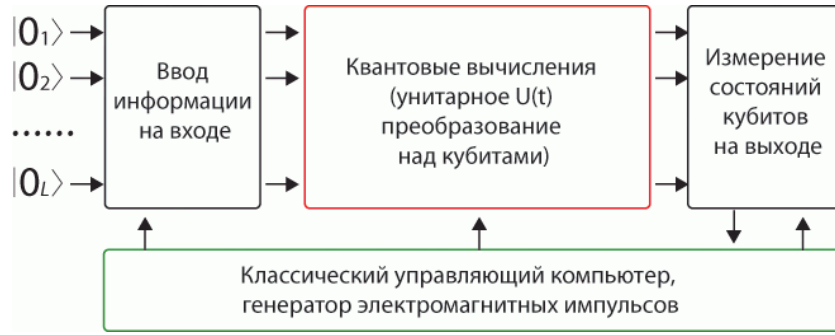 |0₁⟩
|0₂⟩
......
|0L⟩
Ввод
информации
на входе
Квантовые вычисления
(унитарное U(t)
преобразование
над кубитами)
Измерение
состояний
кубитов
на выходе
Классический управляющий компьютер,
генератор электромагнитных импульсов